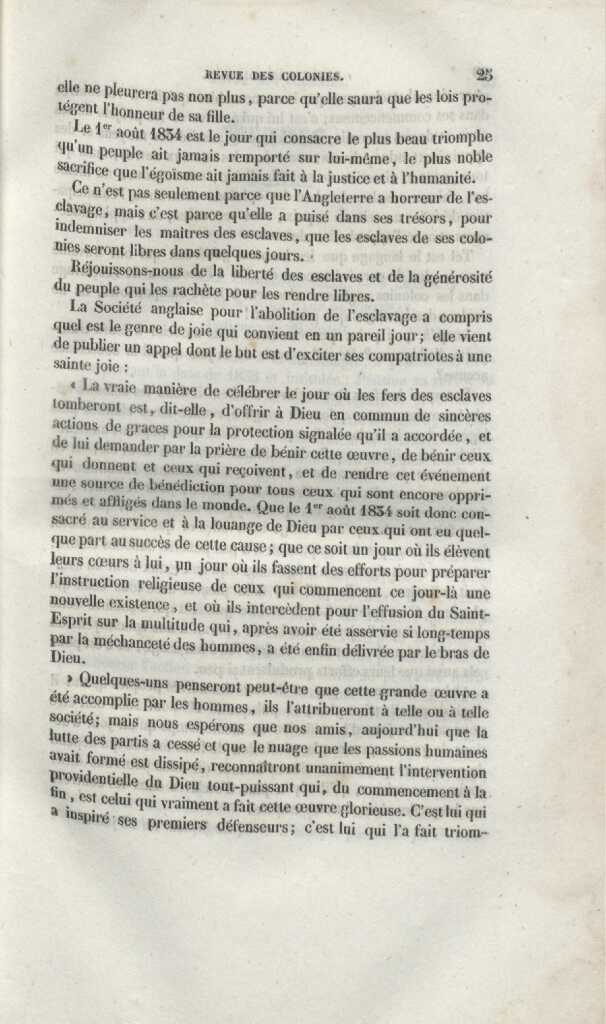 REVUE DES COLONIES. 25
elle ne pleurera pas non plus, parce qu'elle saura que les lois pro-
tégent l'honneur de sa fille.
Le 1er août 1834 est le jour qui consacre le plus beau triomphe
qu'un peuple ait jamais remporté sur lui-même, le plus noble
sacrifice que l'égoïsme ait jamais fait à la justice et à l'humanité.
Ce n'est pas seulement parce que l'Angleterre a horreur de l'es-
clavage, mais c'est parce qu'elle a puisé dans ses trésors, pour
indemniser les maîtres des esclaves, que les esclaves de ses colo-
nies seront libres dans quelques jours.
Réjouissons-nous de la liberté des esclaves et de la générosité
du peuple qui les rachète pour les rendre libres.
La Société anglaise pour l'abolition de l'esclavage a compris
quel est le genre de joie qui convient en un pareil jour; elle vient
de publier un appel dont le but est d'exciter ses compatriotes à une
sainte joie :
« La vraie manière de célébrer le jour où les fers des esclaves
tomberont est, dit-elle, d'offrir à Dieu en commun de sincères
actions de graces pour la protection signalée qu'il a accordée, et
de lui demander par la prière de bénir cette œuvre, de bénir ceux
qui donnent et ceux qui reçoivent, et de rendre cet événement
une source de bénédiction pour tous ceux qui sont encore oppri-
més et affligés dans le monde. Que le 1er août 1834 soit donc con-
sacré au service et à la louange de Dieu par ceux qui ont eu quel-
que part au succès de cette cause; que ce soit un jour où ils élèvent
leurs cœurs à lui, un jour où ils fassent des efforts pour préparer
l'instruction religieuse de ceux qui commencent ce jour-là une
nouvelle existence, et où ils intercèdent pour l'effusion du Saint-
Esprit sur la multitude qui, après avoir été asservie si long-temps
par la méchanceté des hommes, a été enfin délivrée par le bras de
Dieu.
» Quelques-uns penseront peut-être que cette grande œuvre a
été accomplie par les hommes, ils l'attribueront à telle ou à telle
société; mais nous espérons que nos amis, aujourd'hui que la
lutte des partis a cessé et que le nuage que les passions humaines
avait formé est dissipé, reconnaîtront unanimement l'intervention
providentielle du Dieu tout-puissant qui, du commencement à la
fin, est celui qui vraiment a fait cette œuvre glorieuse. C'est lui qui
a inspiré ses premiers défenseurs; c'est lui qui l'a fait triom-